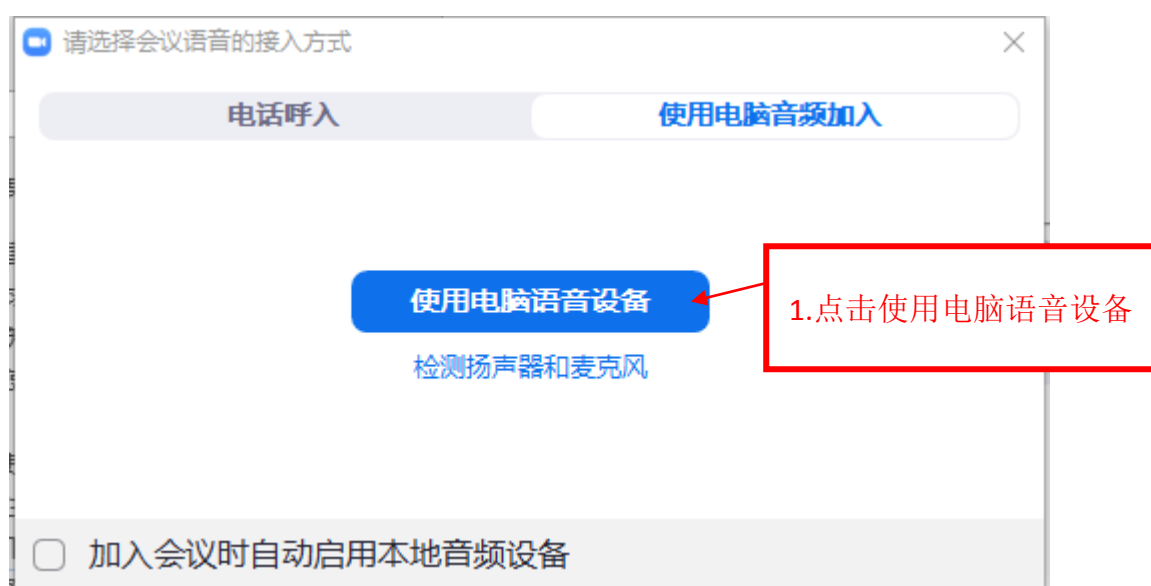 请选择会议语音的接入方式
电话呼入 使用电脑音频加入
使用电脑语音设备
1.点击使用电脑语音设备
检测扬声器和麦克风
加入会议时自动启用本地音频设备